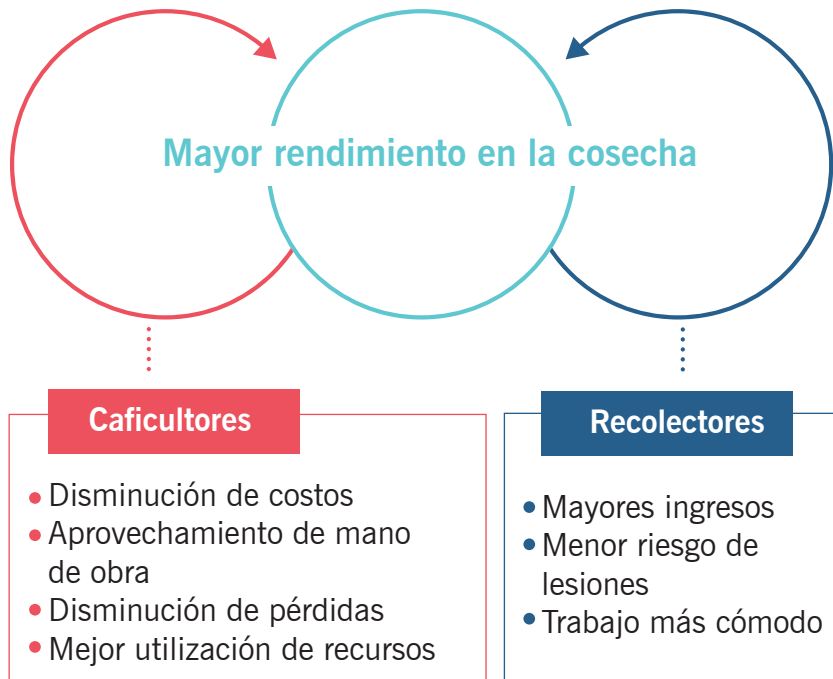 Mayor rendimiento en la cosecha
Caficultores
• Disminución de costos
• Aprovechamiento de mano
de obra
• Disminución de pérdidas
• Mejor utilización de recursos
Recolectores
• Mayores ingresos
• Menor riesgo de
lesiones
• Trabajo más cómodo